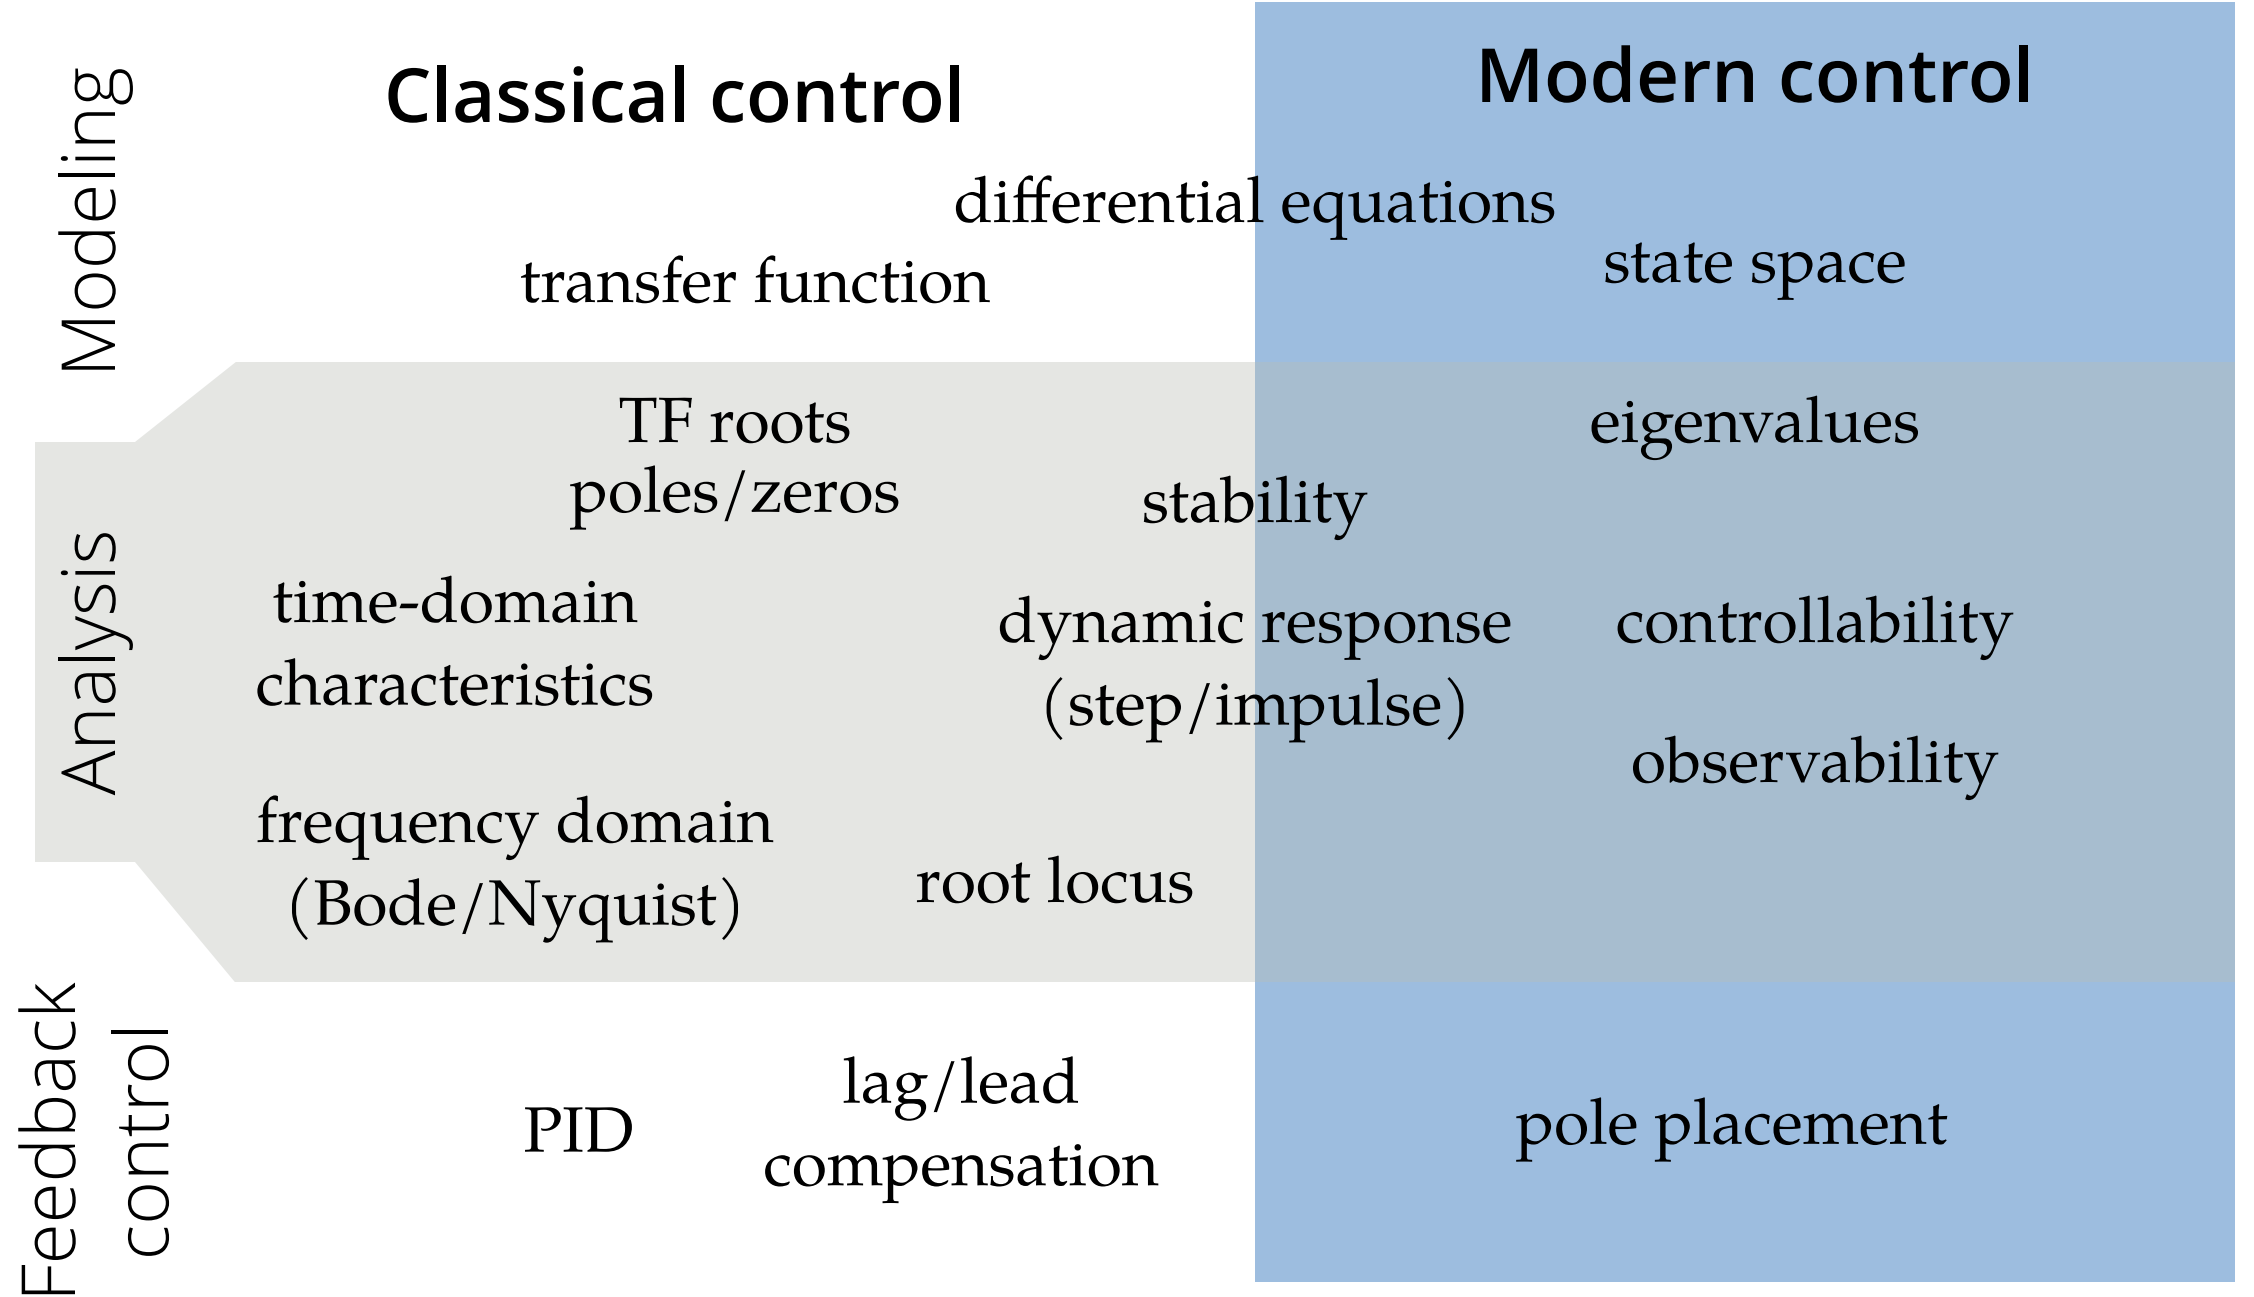 Modeling
Classical control
Modern control
differential equations
transfer function
state space
Analysis
TF roots
poles/zeros
eigenvalues
stability
time-domain
characteristics
dynamic response
(step/impulse)
controllability
observability
frequency domain
(Bode/Nyquist)
root locus
Feedback
control
PID
lag/lead
compensation
pole placement